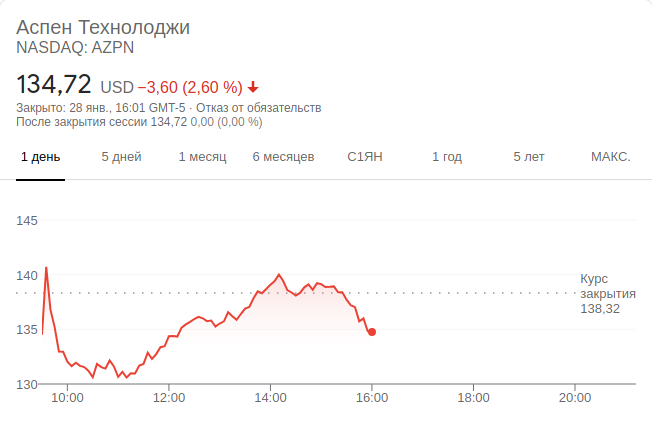 Аспен Технолоджи
NASDAQ: AZPN
134,72 USD −3,60 (2,60 %)
Закрыто: 28 янв., 16:01 GMT-5 · Отказ от обязательств
После закрытия сессии 134,72 0,00 (0,00 %)
1 день 5 дней 1 месяц 6 месяцев С1ЯН 1 год 5 лет МАКС.
145
140
135
130
Курс
закрытия
138,32
10:00 12:00 14:00 16:00 18:00 20:00